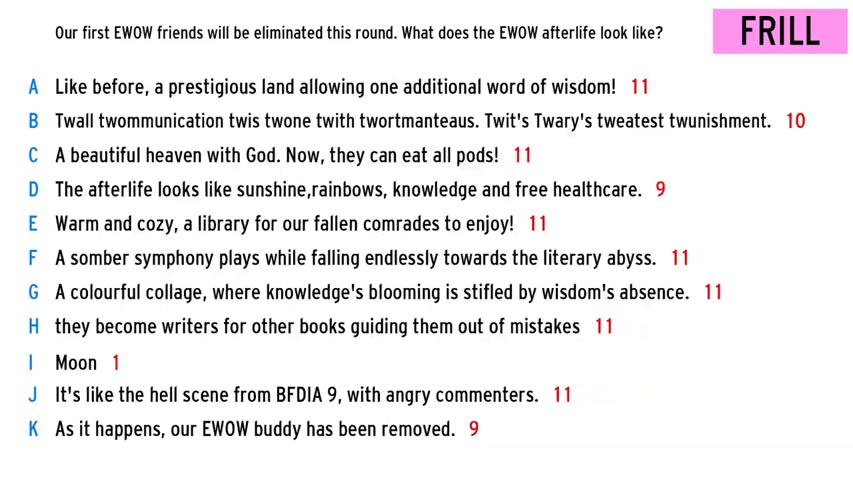 Our first EWOW friends will be eliminated this round. What does the EWOW afterlife look like?
FRILL
A Like before, a prestigious land allowing one additional word of wisdom! 11
B Twall twommunication twis twone twith twortmanteaus. Twit's Twary's tweatest twunishment. 10
C A beautiful heaven with God. Now, they can eat all pods! 11
D The afterlife looks like sunshine,rainbows, knowledge and free healthcare. 9
E Warm and cozy, a library for our fallen comrades to enjoy! 11
F A somber symphony plays while falling endlessly towards the literary abyss. 11
G A colourful collage, where knowledge's blooming is stifled by wisdom's absence. 11
H they become writers for other books guiding them out of mistakes 11
I Moon 1
J It's like the hell scene from BFDIA 9, with angry commenters. 11
K As it happens, our EWOW buddy has been removed. 9